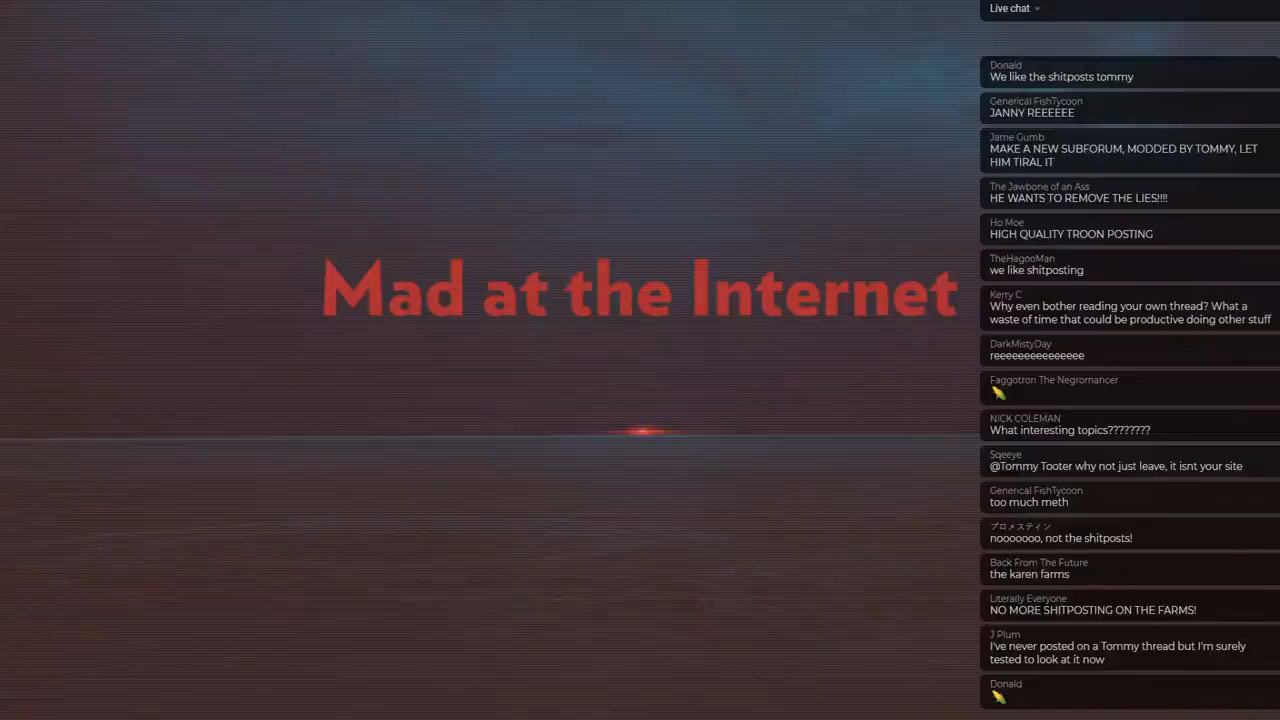 Live chat
Mad at the Internet
Donald
We like the shitposts tommy
Generical FishTycoon
JANNY REEEEEE
Jame Gumb
MAKE A NEW SUBFORUM, MODDED BY TOMMY, LET
HIM TIRAL IT
The Jawbone of an Ass
HE WANTS TO REMOVE THE LIES!!!!
Ho Moe
HIGH QUALITY TROON POSTING
TheHagooMan
we like shitposting
Kerry C
Why even bother reading your own thread? What a
waste of time that could be productive doing other stuff
DarkMistyDay
reeeeeeeeeeeeeee
Faggotron The Negromancer
🌽
NICK COLEMAN
What interesting topics????????
Sqeeye
@Tommy Tooter why not just leave, it isnt your site
Generical FishTycoon
too much meth
プロメスティン
nooooooo, not the shitposts!
Back From The Future
the karen farms
Literally Everyone
NO MORE SHITPOSTING ON THE FARMS!
J Plum
I've never posted on a Tommy thread but I'm surely
tested to look at it now
Donald
🌽